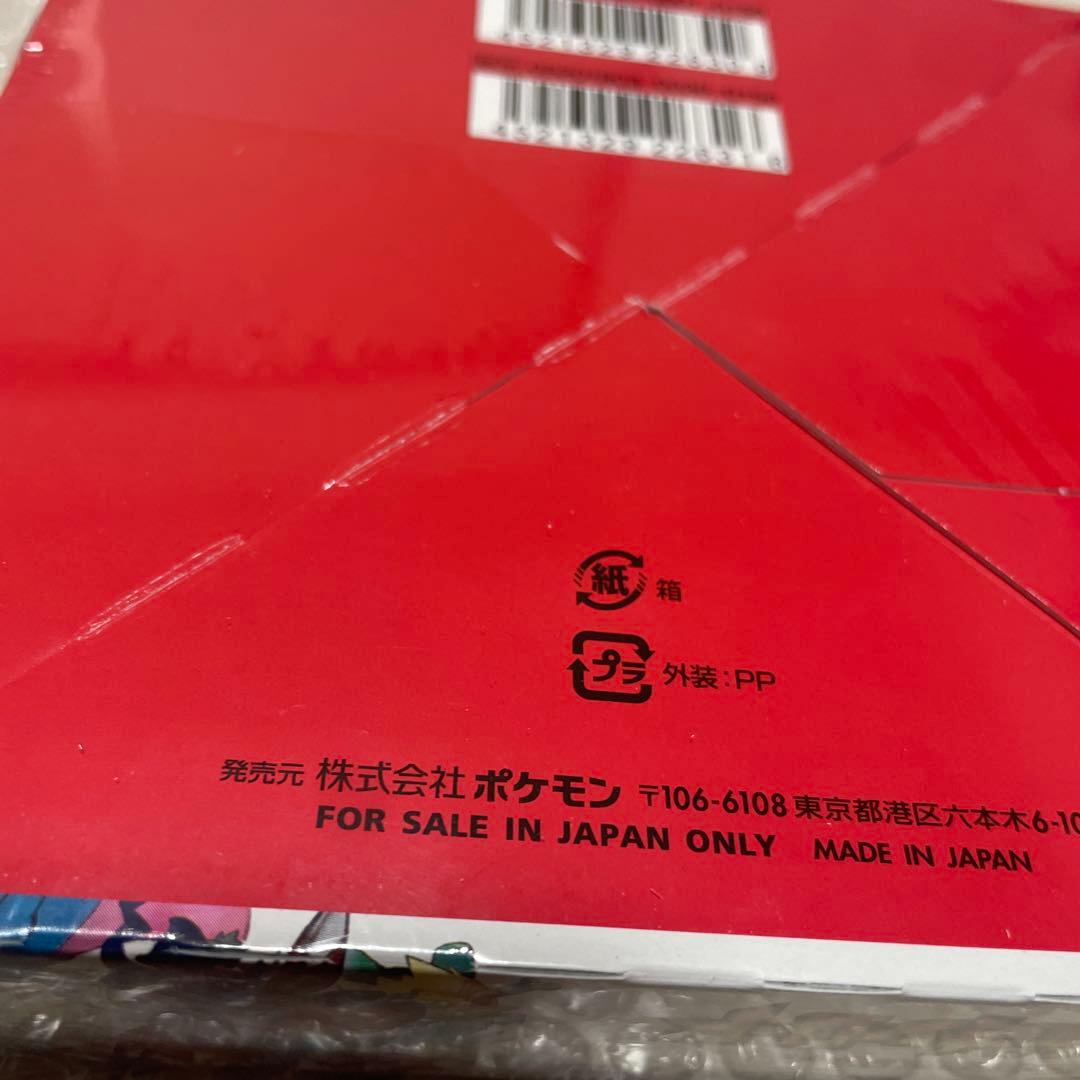 紙 箱
プラ 外装:PP
発売元 株式会社ポケモン 〒106-6108 東京都港区六本木6-10
FOR SALE IN JAPAN ONLY MADE IN JAPAN